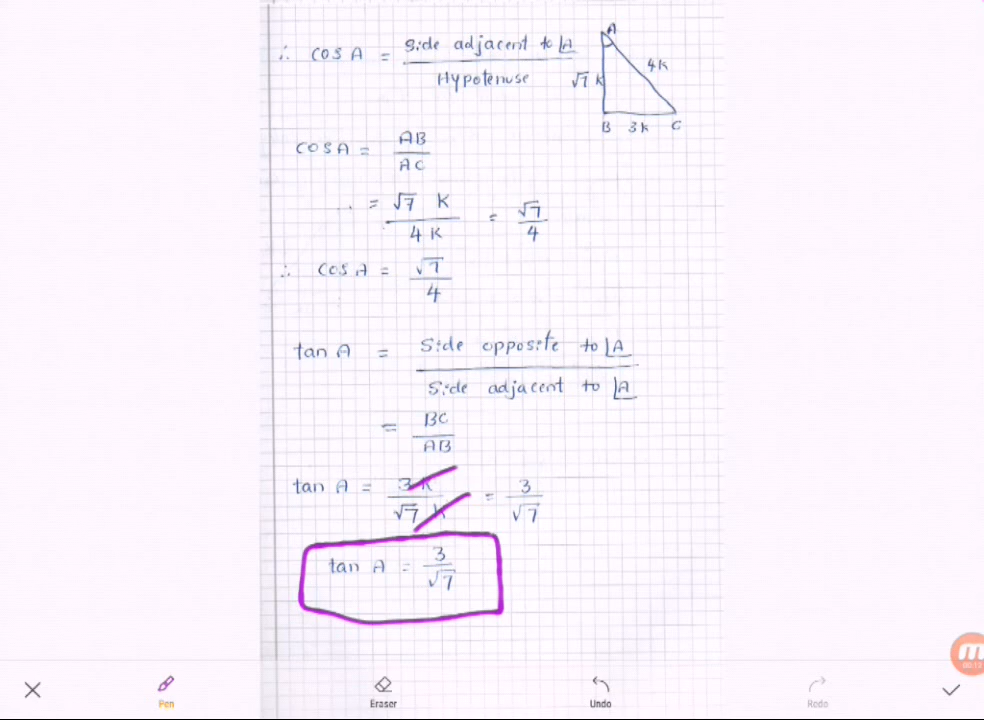 ∴ cos A = Side adjacent to ∠A / Hypotenuse
A
√7 K
4K
B 3K C
cos A = AB / AC
= √7 K / 4 K = √7 / 4
∴ cos A = √7 / 4
tan A = Side opposite to ∠A / Side adjacent to ∠A
= BC / AB
tan A = 3 K / √7 K = 3 / √7
tan A = 3 / √7
Pen
Eraser
Undo
Redo